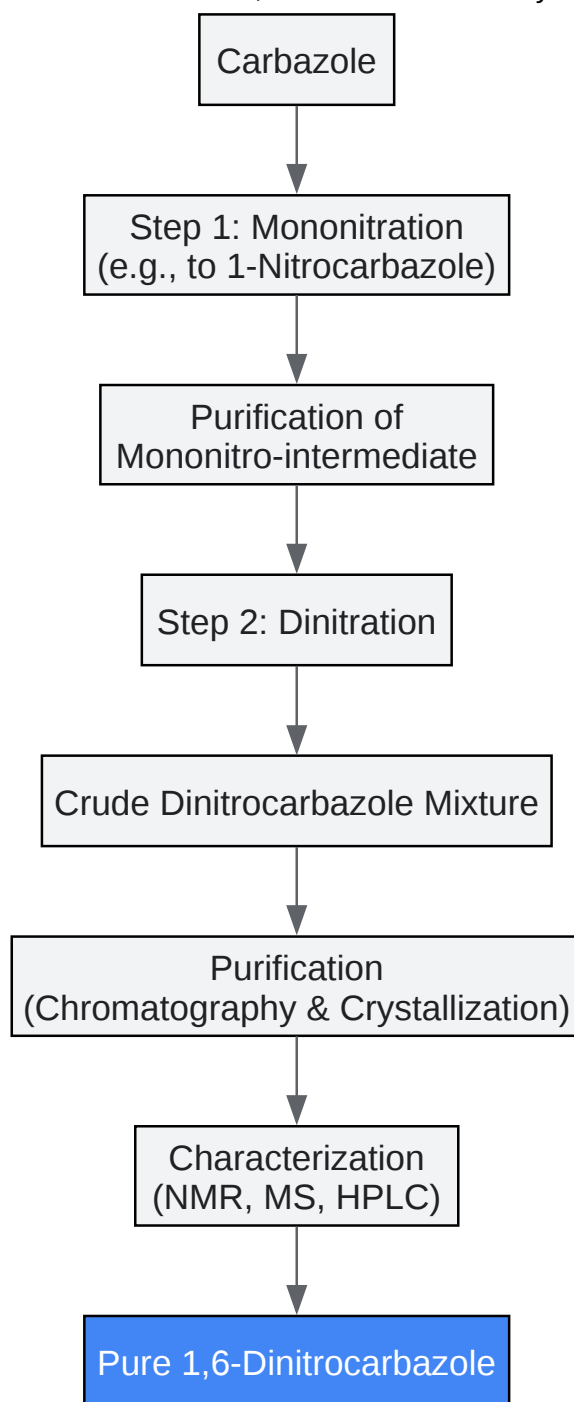 Carbazole
Step 1: Mononitration
(e.g., to 1-Nitrocarbazole)
Purification of
Mononitro-intermediate
Step 2: Dinitration
Crude Dinitrocarbazole Mixture
Purification
(Chromatography & Crystallization)
Characterization
(NMR, MS, HPLC)
Pure 1,6-Dinitrocarbazole